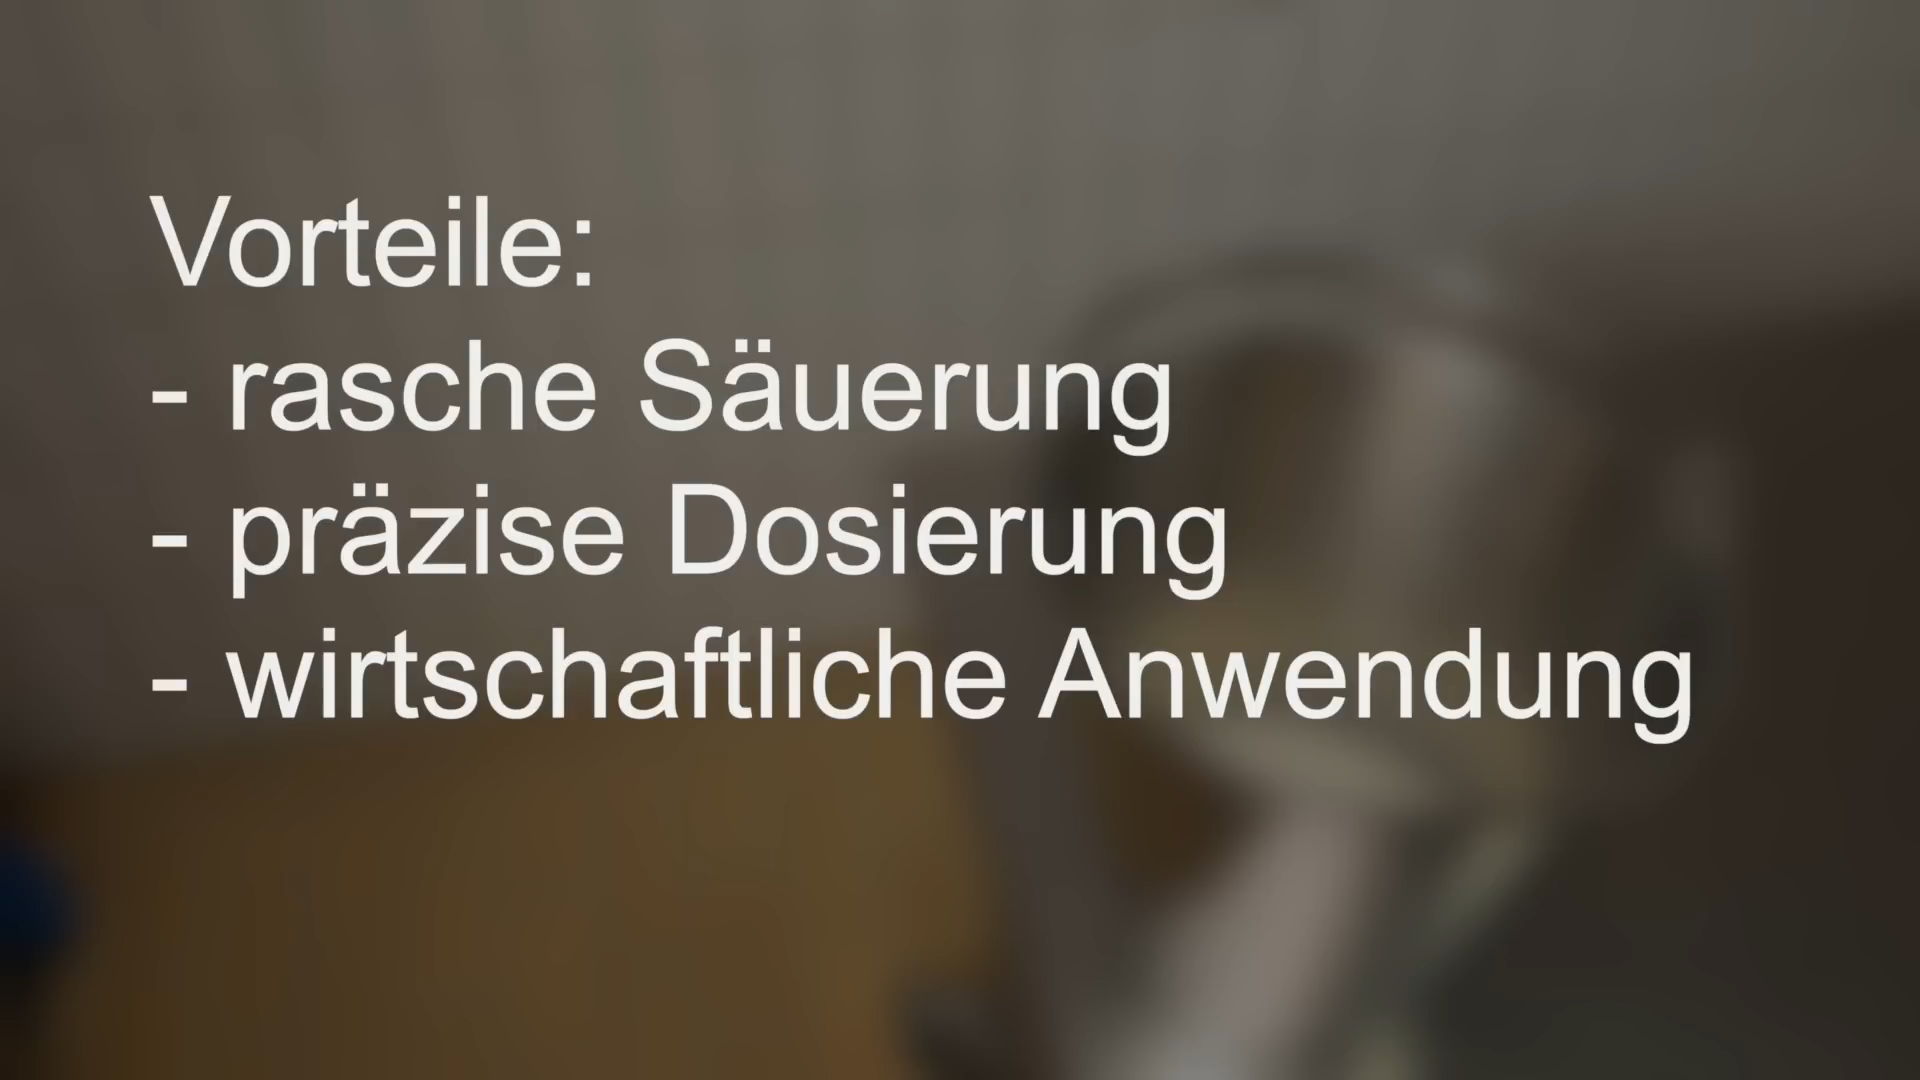 Vorteile:
- rasche Säuerung
- präzise Dosierung
- wirtschaftliche Anwendung